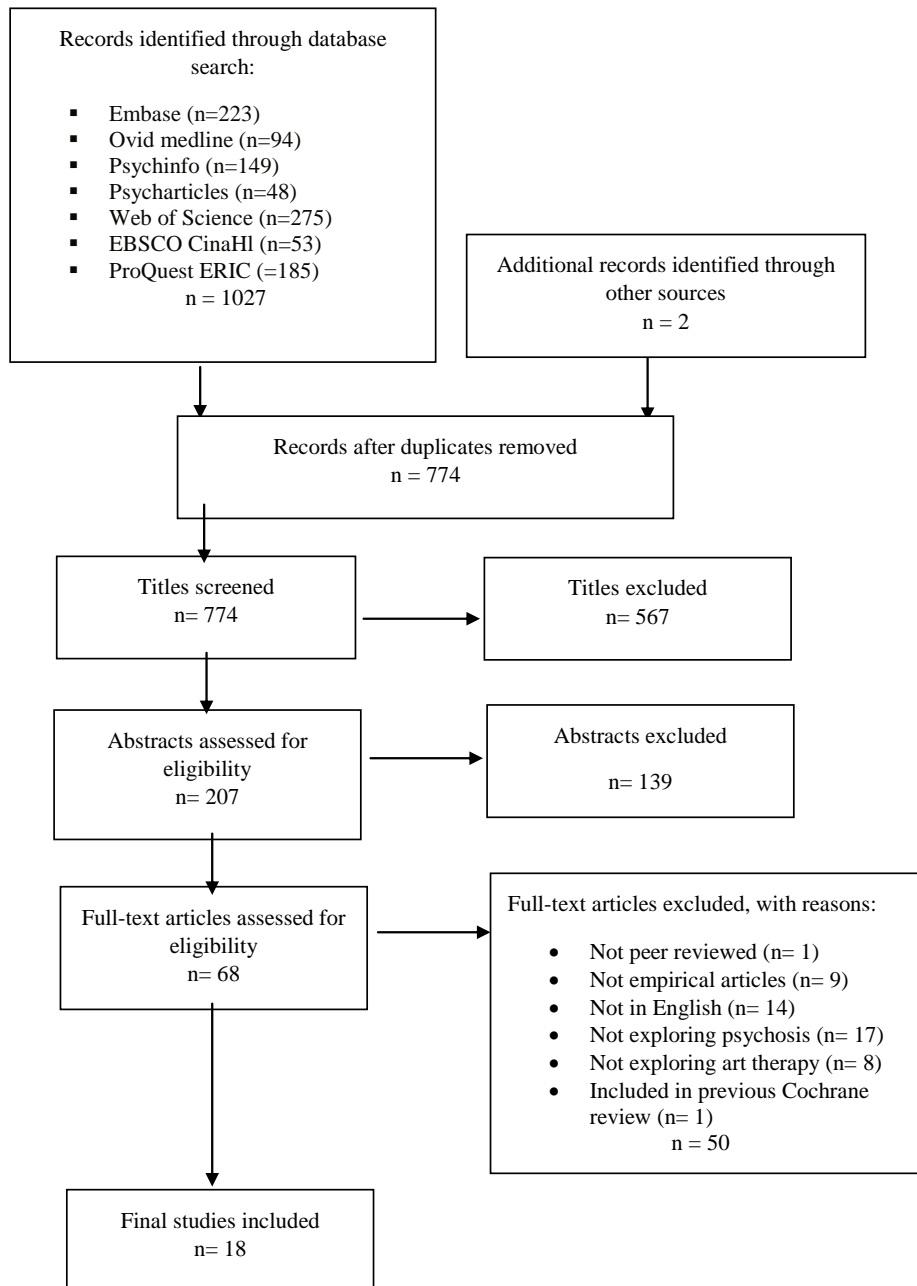 Records identified through database
search:
▪ Embase (n=223)
▪ Ovid medline (n=94)
▪ Psychinfo (n=149)
▪ Psycharticles (n=48)
▪ Web of Science (n=275)
▪ EBSCO CinaHl (n=53)
▪ ProQuest ERIC (=185)
n = 1027
Additional records identified through
other sources
n = 2
Records after duplicates removed
n = 774
Titles screened
n= 774
Titles excluded
n= 567
Abstracts assessed for
eligibility
n= 207
Abstracts excluded
n= 139
Full-text articles assessed for
eligibility
n= 68
Full-text articles excluded, with reasons:
• Not peer reviewed (n= 1)
• Not empirical articles (n= 9)
• Not in English (n= 14)
• Not exploring psychosis (n= 17)
• Not exploring art therapy (n= 8)
• Included in previous Cochrane
review (n= 1)
n = 50
Final studies included
n= 18